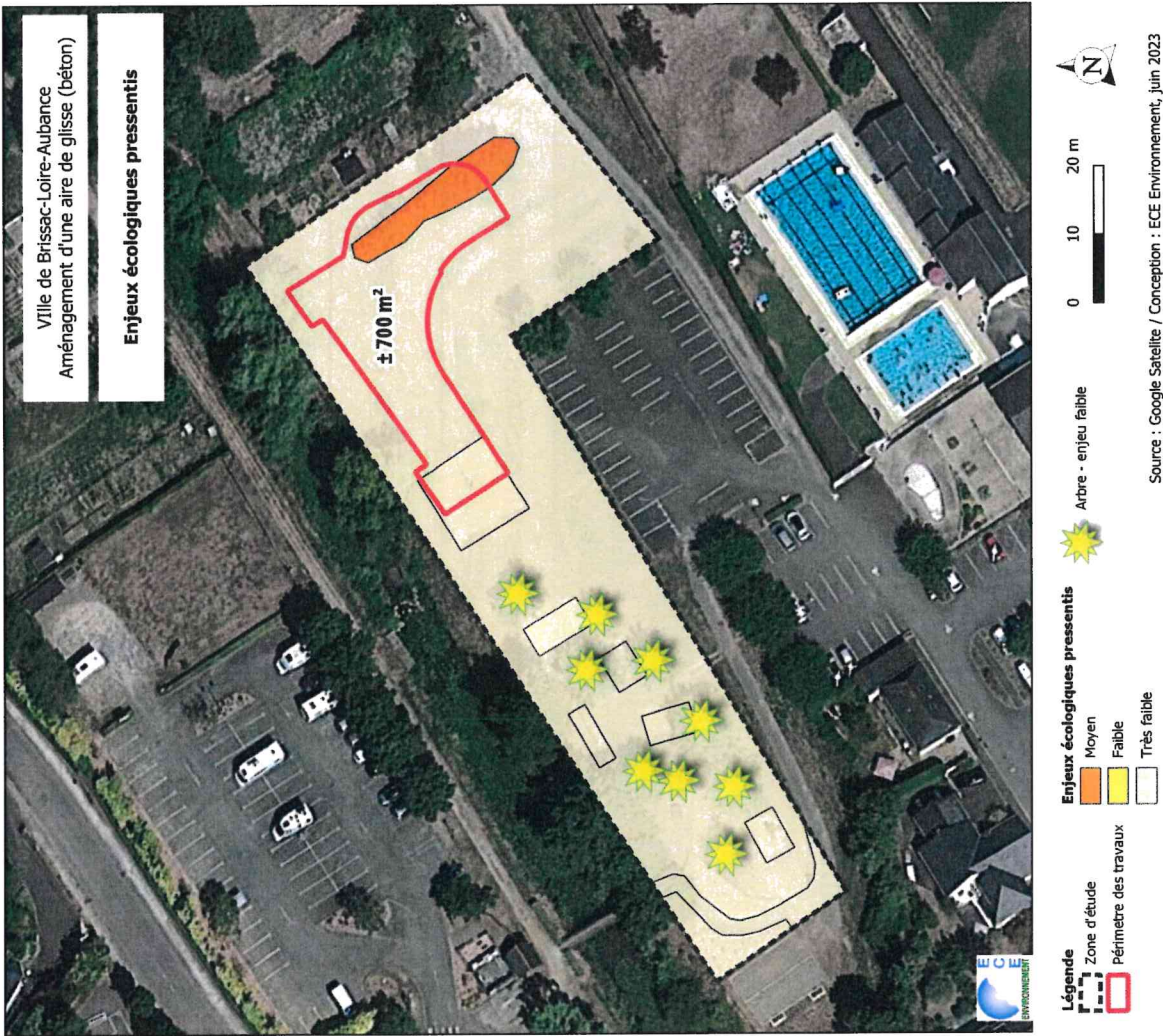 VIlle de Brissac-Loire-Aubance
Aménagement d'une aire de glisse (béton)
Enjeux écologiques pressentis
± 700 m²
ECE
ENVIRONNEMENT
Légende
Zone d'étude
Périmetre des travaux
Enjeux écologiques pressentis
Moyen
Faible
Très faible
Arbre - enjeu faible
0 10 20 m
N
Source : Google Satelite / Conception : ECE Environnement, juin 2023